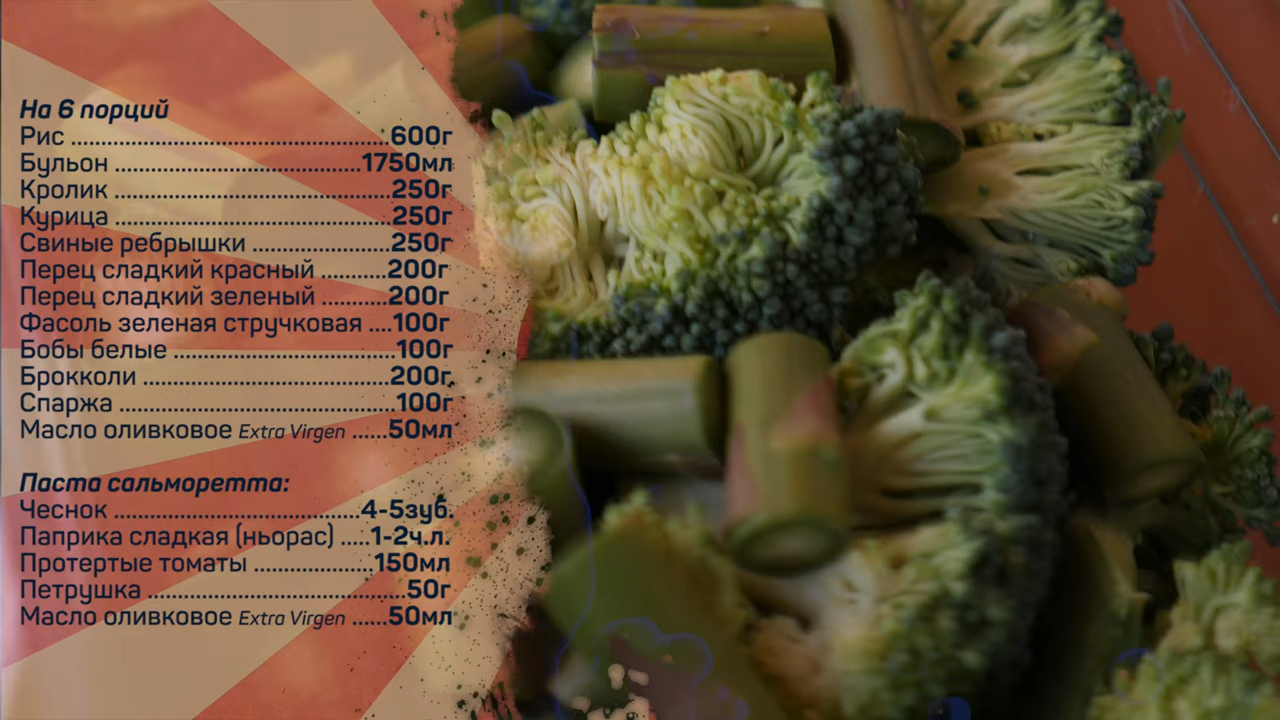 На 6 порций
Рис ........................................600г
Бульон ...............................1750мл
Кролик ...................................250г
Курица ...................................250г
Свиные ребрышки .................250г
Перец сладкий красный ........200г
Перец сладкий зеленый ........200г
Фасоль зеленая стручковая ....100г
Бобы белые ............................100г
Брокколи ...............................200г.
Спаржа ..................................100г
Масло оливковое Extra Virgen ......50мл

Паста сальморетта:
Чеснок ...............................4-5зуб.
Паприка сладкая (ньорас) .....1-2ч.л.
Протертые томаты ...............150мл
Петрушка .................................50г
Масло оливковое Extra Virgen ......50мл